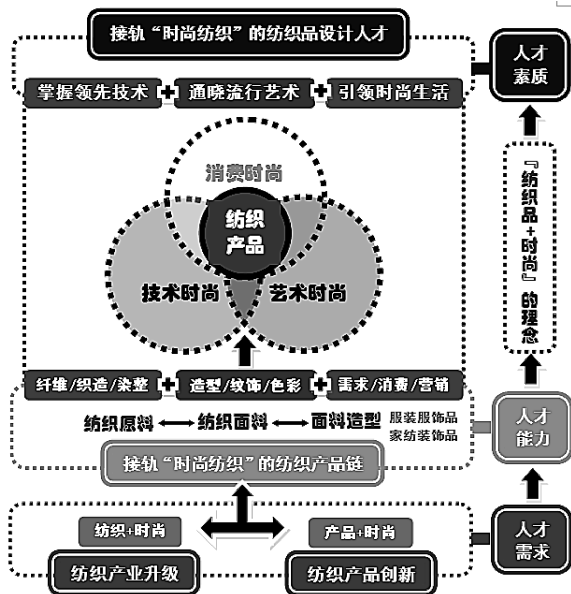 接轨“时尚纺织”的纺织品设计人才
人才
素质
掌握领先技术+通晓流行艺术+引领时尚生活
消费时尚
纺织
产品
技术时尚
艺术时尚
『纺织品+时尚』的理念
纤维/织造/染整+造型/纹饰/色彩+需求/消费/营销
纺织原料 纺织面料 面料造型
服装服饰品
家纺装饰品
人才
能力
接轨“时尚纺织”的纺织产品链
纺织+时尚
产品+时尚
纺织产业升级
纺织产品创新
人才
需求